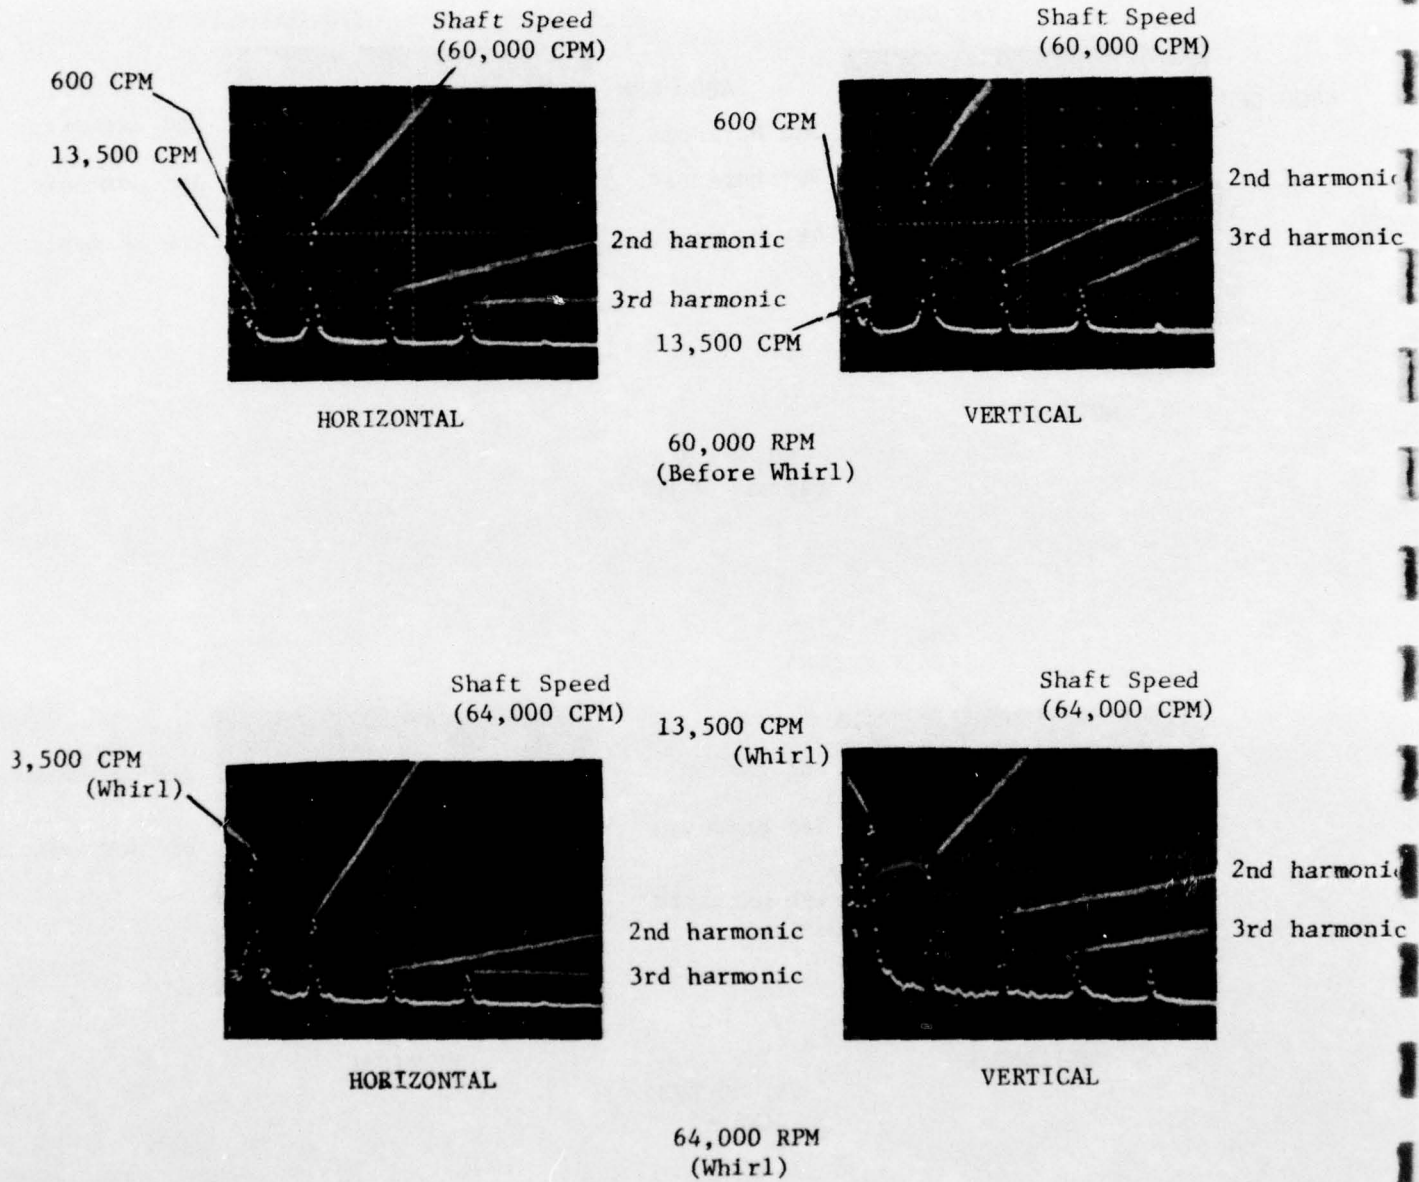 Shaft Speed
(60,000 CPM)
600 CPM
13,500 CPM
2nd harmonic
3rd harmonic
HORIZONTAL
Shaft Speed
(60,000 CPM)
600 CPM
2nd harmonic
3rd harmonic
13,500 CPM
VERTICAL
60,000 RPM
(Before Whirl)
Shaft Speed
(64,000 CPM)
3,500 CPM
(Whirl)
2nd harmonic
3rd harmonic
HORIZONTAL
Shaft Speed
(64,000 CPM)
13,500 CPM
(Whirl)
2nd harmonic
3rd harmonic
VERTICAL
64,000 RPM
(Whirl)